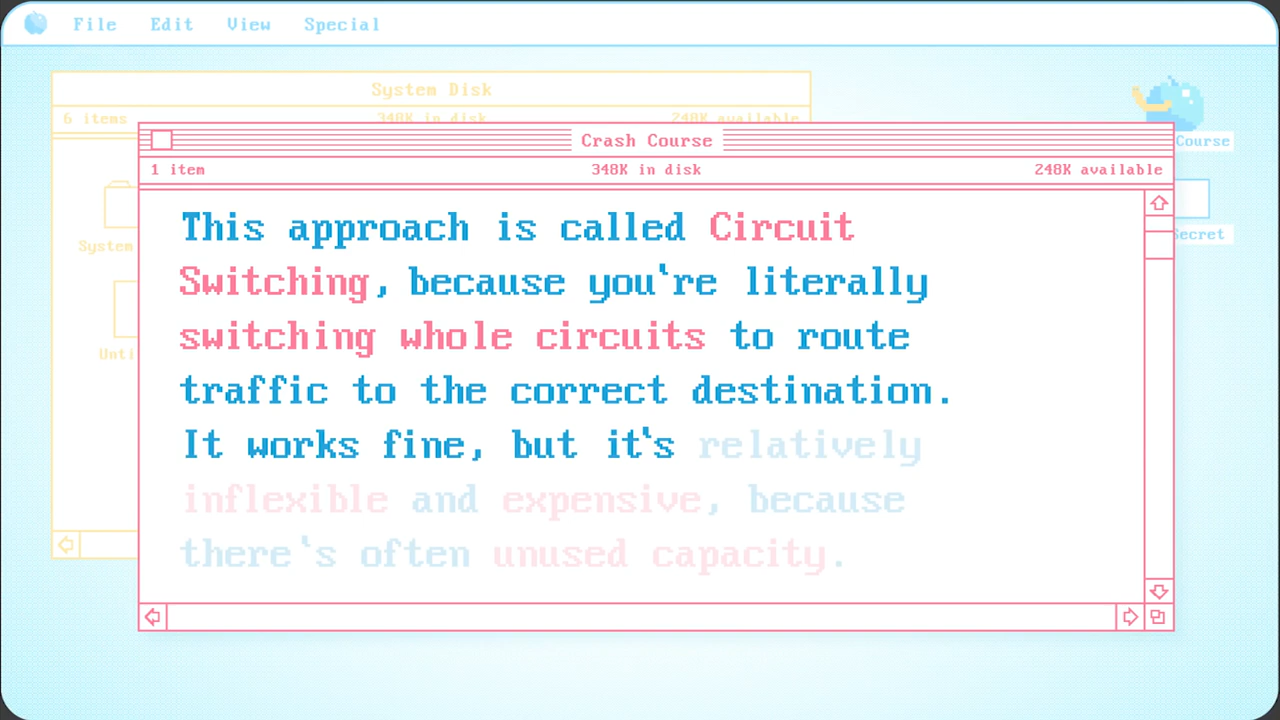 File Edit View Special
System Disk
6 items 348K in disk 248K available
Crash Course
1 item 348K in disk 248K available
Course
Secret
System
Unti
This approach is called Circuit
Switching, because you're literally
switching whole circuits to route
traffic to the correct destination.
It works fine, but it's relatively
inflexible and expensive, because
there's often unused capacity.